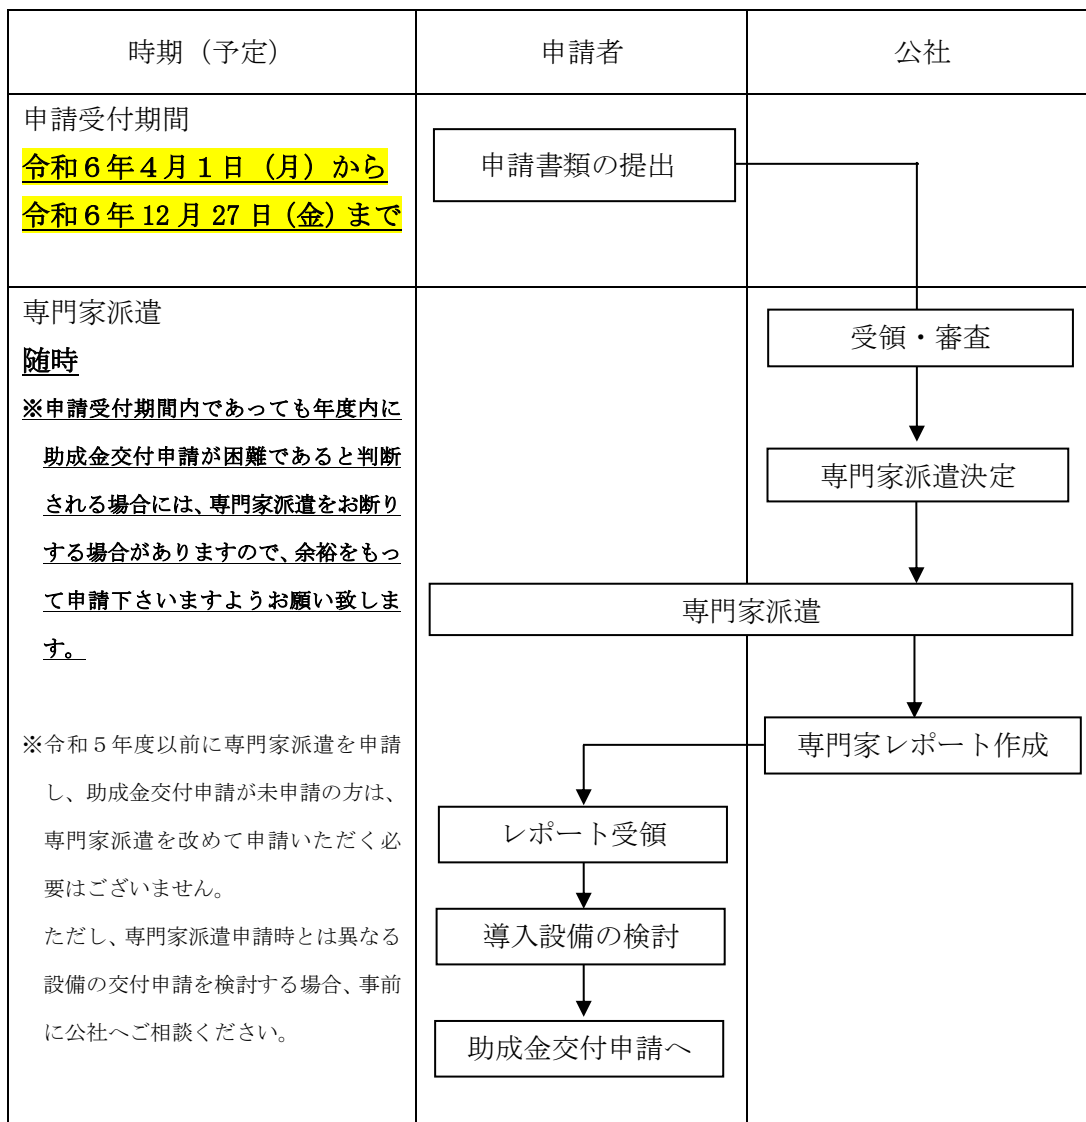 時期（予定）
申請者
公社
申請受付期間
令和６年４月１日（月）から
令和６年 12 月 27 日（金）まで
申請書類の提出
専門家派遣
随時
※申請受付期間内であっても年度内に
助成金交付申請が困難であると判断
される場合には、専門家派遣をお断り
する場合がありますので、余裕をもっ
て申請下さいますようお願い致しま
す。
※令和５年度以前に専門家派遣を申請
し、助成金交付申請が未申請の方は、
専門家派遣を改めて申請いただく必
要はございません。
ただし、専門家派遣申請時とは異なる
設備の交付申請を検討する場合、事前
に公社へご相談ください。
受領・審査
専門家派遣決定
専門家派遣
専門家レポート作成
レポート受領
導入設備の検討
助成金交付申請へ